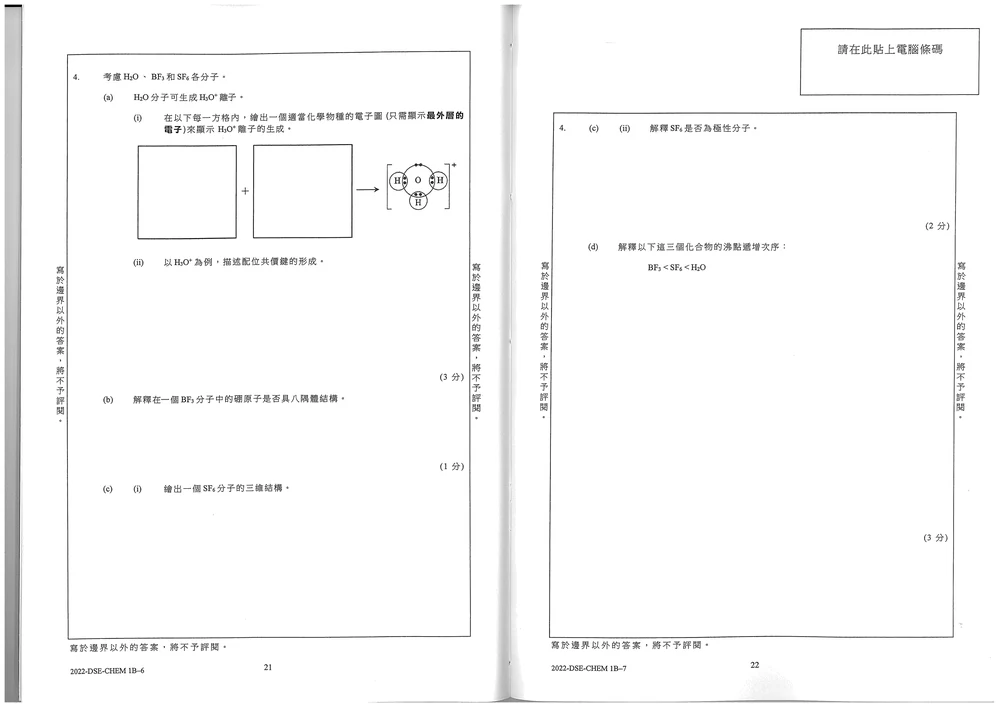 4. 考慮 H₂O、BF₃ 和 SF₆ 各分子。
(a) H₂O 分子可生成 H₃O⁺ 離子。
(i) 在以下每一方格內，繪出一個適當化學物種的電子圖 (只需顯示最外層的
電子)來顯示 H₃O⁺ 離子的生成。
+
H O H
H
+
(ii) 以 H₃O⁺ 為例，描述配位共價鍵的形成。
(3 分)
(b) 解釋在一個 BF₃ 分子中的硼原子是否具八隅體結構。
(1 分)
(c) (i) 繪出一個 SF₆ 分子的三維結構。
寫於邊界以外的答案，將不予評閱。
寫於邊界以外的答案，將不予評閱。
寫於邊界以外的答案，將不予評閱。
2022-DSE-CHEM 1B–6
21
請在此貼上電腦條碼
4. (c) (ii) 解釋 SF₆ 是否為極性分子。
(2 分)
(d) 解釋以下這三個化合物的沸點遞增次序：
BF₃ < SF₆ < H₂O
(3 分)
寫於邊界以外的答案，將不予評閱。
寫於邊界以外的答案，將不予評閱。
寫於邊界以外的答案，將不予評閱。
2022-DSE-CHEM 1B–7
22